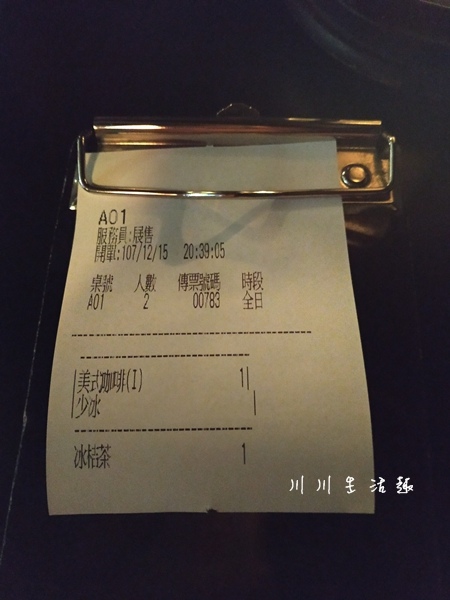 A01
服務員:展售
開單:107/12/15 20:39:05
桌號 人數 傳票號碼 時段
A01 2 00783 全日
美式咖啡(I) 1
少冰
冰桔茶 1
川川生活趣